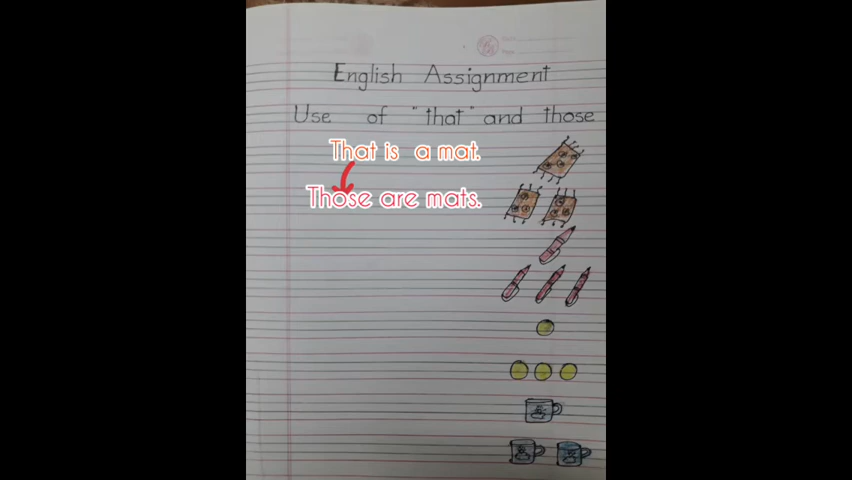 English Assignment
Use of "that" and those
That is a mat.
Those are mats.